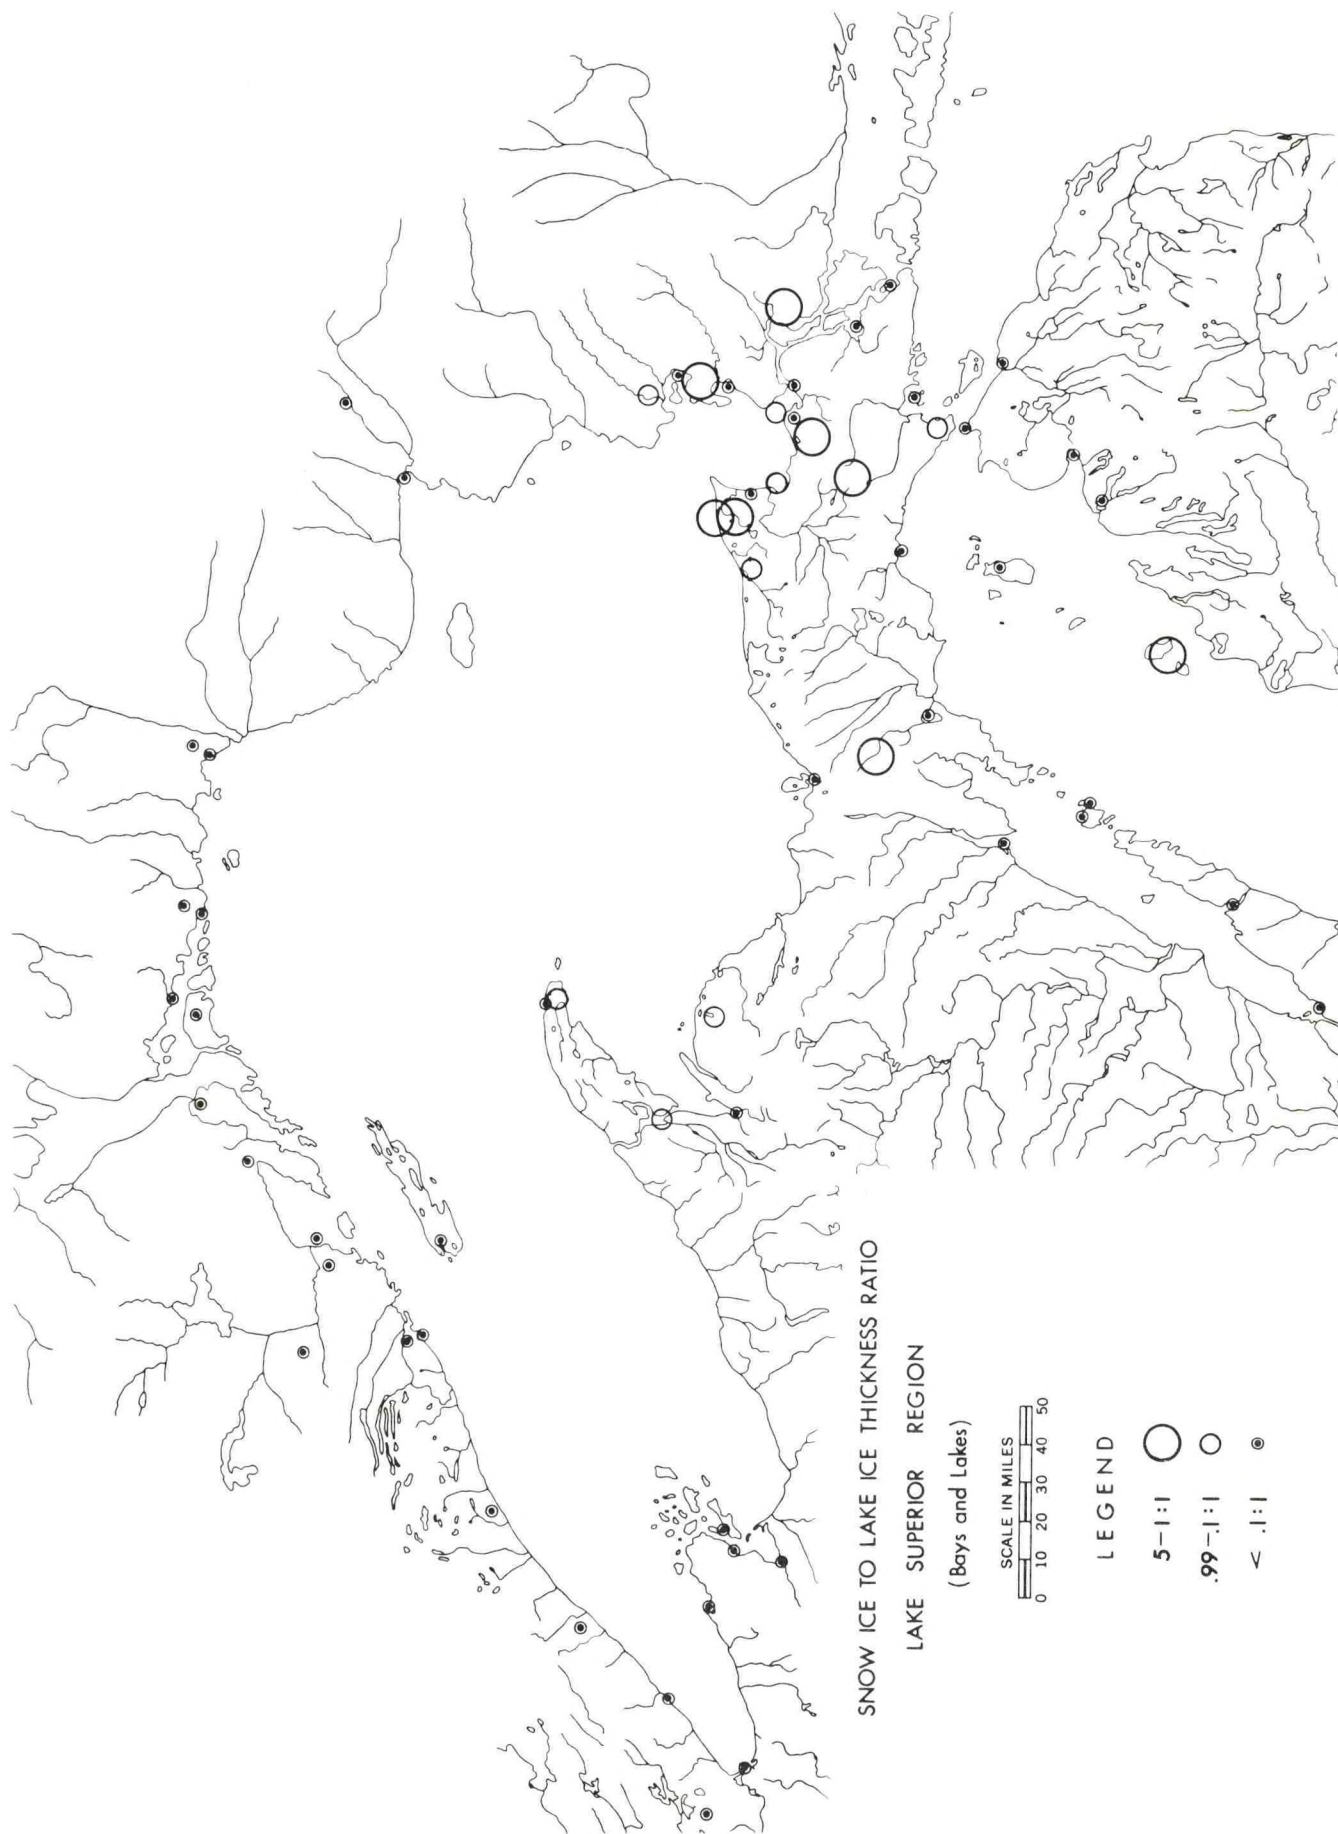 SNOW ICE TO LAKE ICE THICKNESS RATIO
LAKE SUPERIOR REGION
(Bays and Lakes)
SCALE IN MILES
0 10 20 30 40 50
LEGEND
5-1:1
.99-.1:1
< .1:1